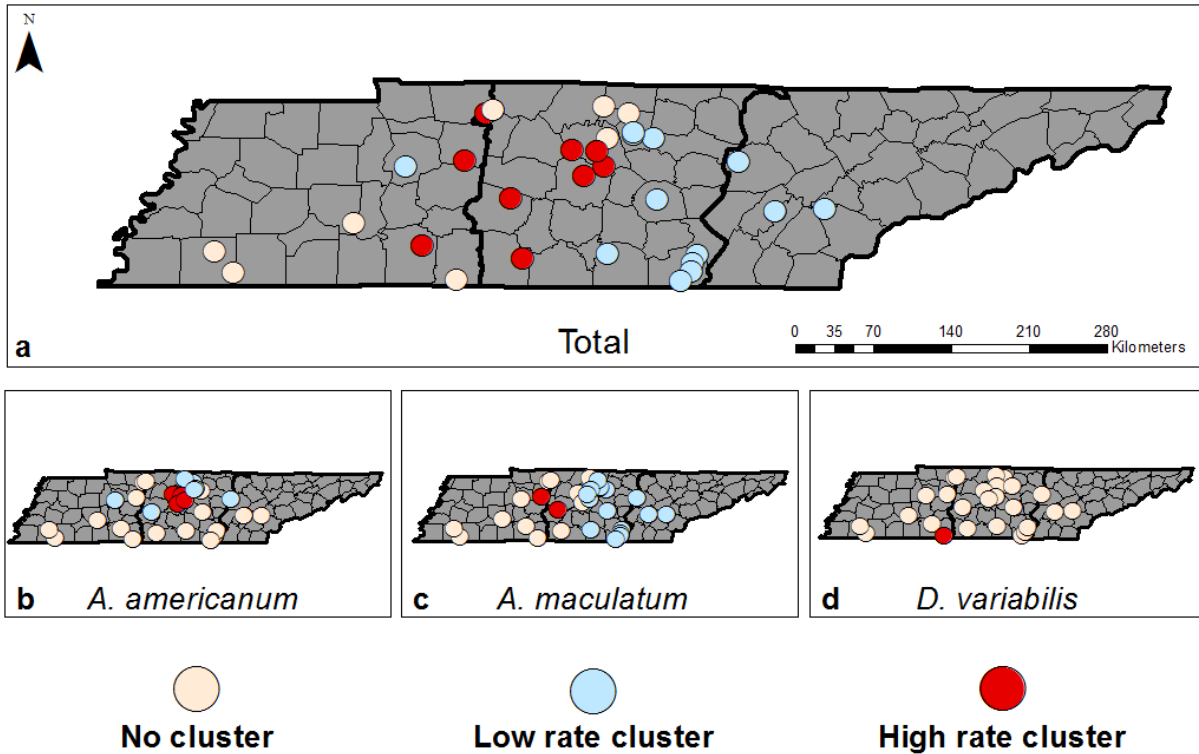 N
a
Total
0 35 70 140 210 280
Kilometers
b A. americanum
c A. maculatum
d D. variabilis
No cluster
Low rate cluster
High rate cluster